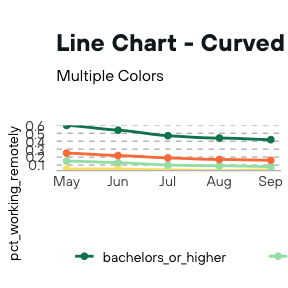 Line Chart - Curved
Multiple Colors
pct_working_remotely
0.6
0.5
0.4
0.3
0.2
0.1
May Jun Jul Aug Sep
bachelors_or_higher